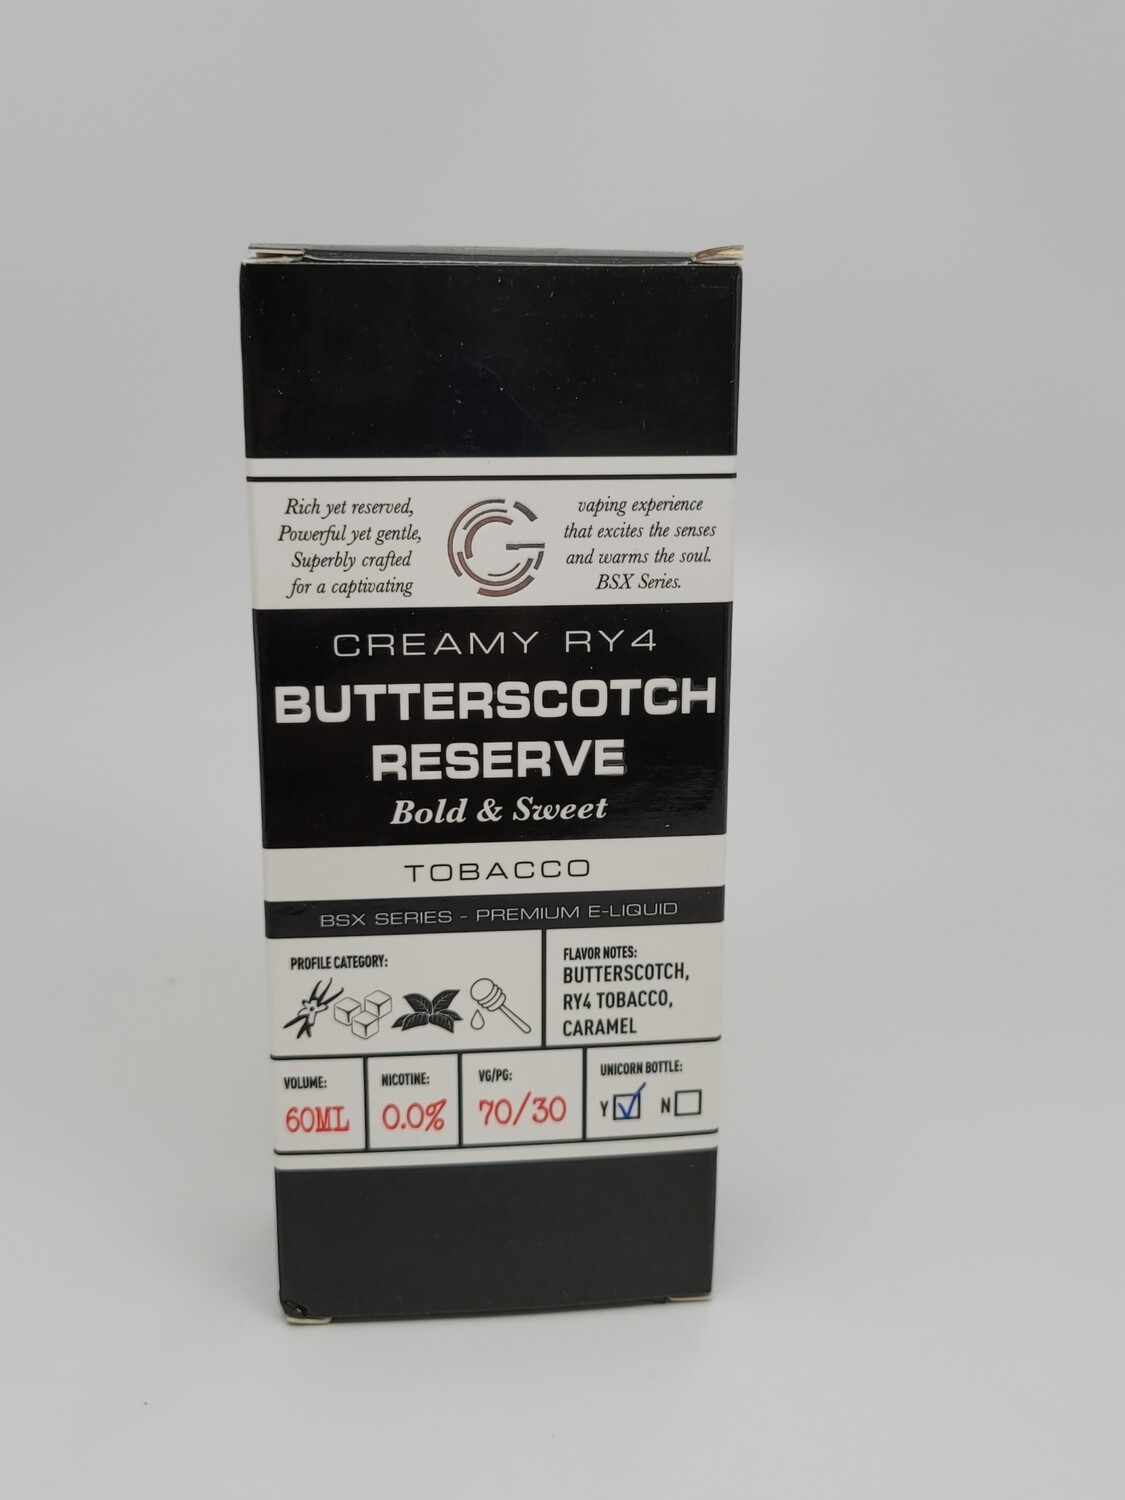 Rich yet reserved,
Powerful yet gentle,
Superbly crafted
for a captivating
vaping experience
that excites the senses
and warms the soul.
BSX Series.
CREAMY RY4
BUTTERSCOTCH
RESERVE
Bold & Sweet
TOBACCO
BSX SERIES - PREMIUM E-LIQUID
PROFILE CATEGORY:
FLAVOR NOTES:
BUTTERSCOTCH,
RY4 TOBACCO,
CARAMEL
VOLUME:
60ML
NICOTINE:
0.0%
VG/PG:
70/30
UNICORN BOTTLE:
Y N